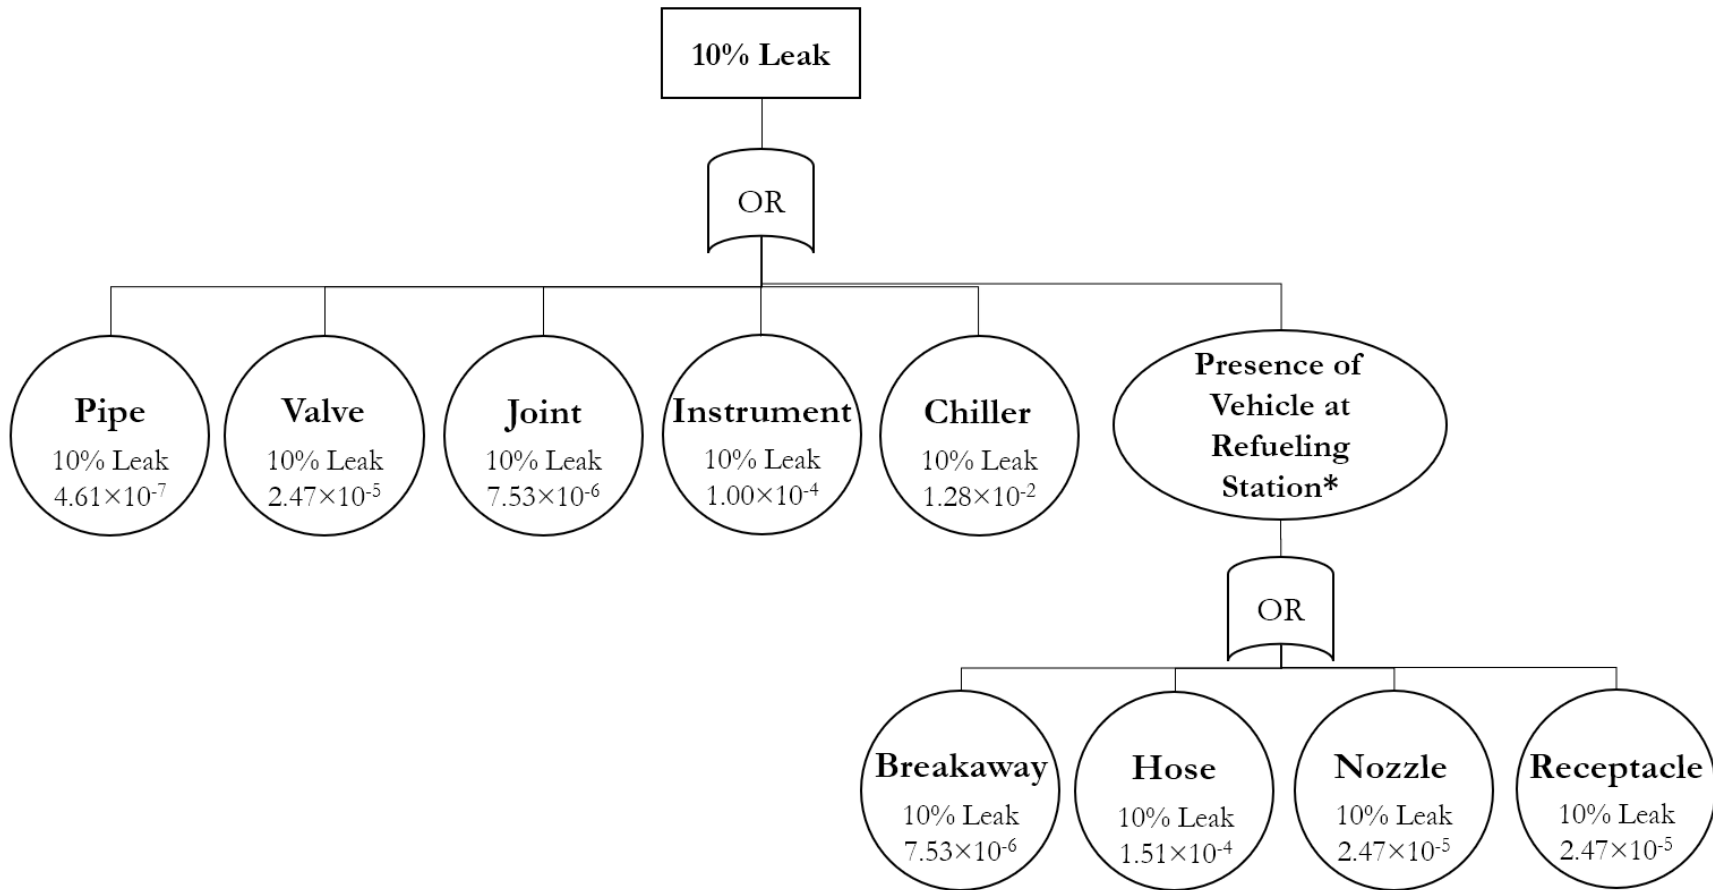 10% Leak
OR
Pipe
10% Leak
4.61×10⁻⁷
Valve
10% Leak
2.47×10⁻⁵
Joint
10% Leak
7.53×10⁻⁶
Instrument
10% Leak
1.00×10⁻⁴
Chiller
10% Leak
1.28×10⁻²
Presence of
Vehicle at
Refueling
Station*
OR
Breakaway
10% Leak
7.53×10⁻⁶
Hose
10% Leak
1.51×10⁻⁴
Nozzle
10% Leak
2.47×10⁻⁵
Receptacle
10% Leak
2.47×10⁻⁵